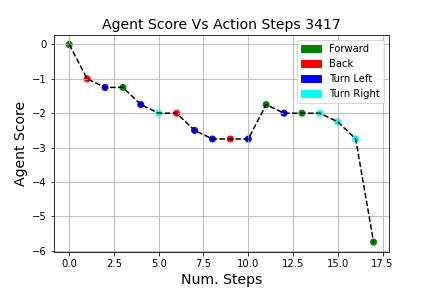 Agent Score Vs Action Steps 3417
Forward
Back
Turn Left
Turn Right
Agent Score
0
−1
−2
−3
−4
−5
−6
0.0 2.5 5.0 7.5 10.0 12.5 15.0 17.5
Num. Steps